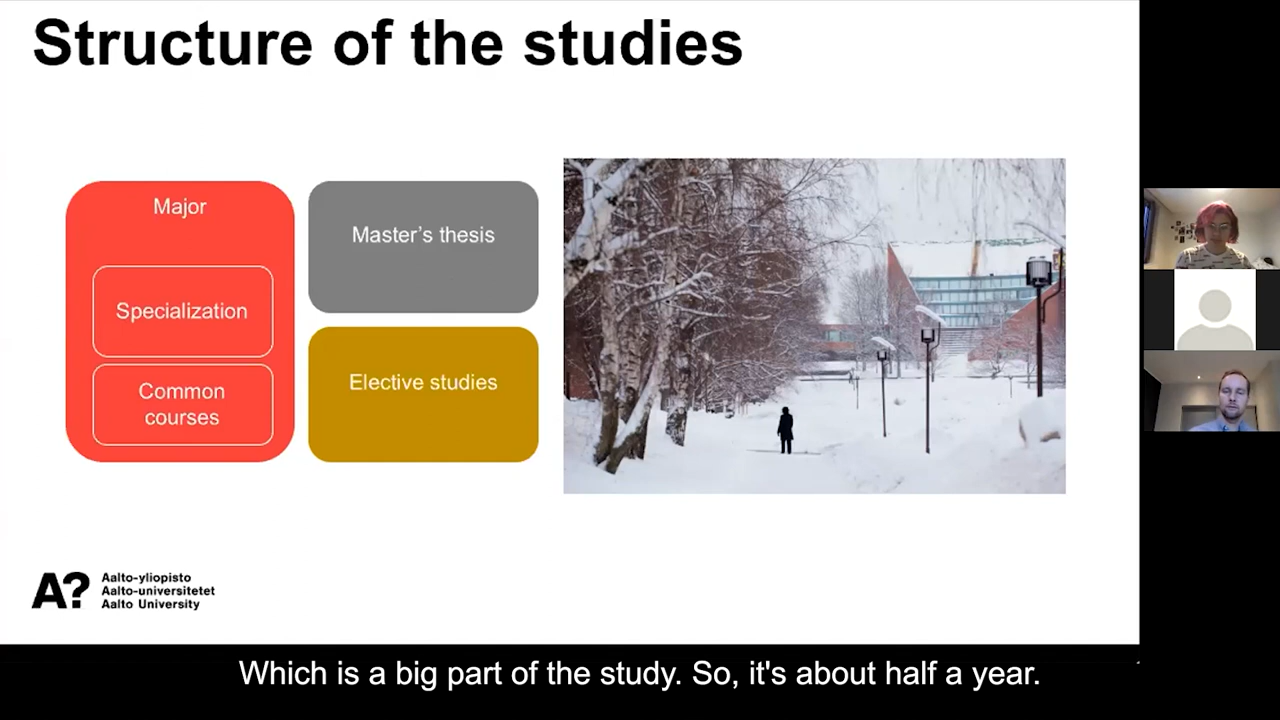 Structure of the studies
Major
Specialization
Common
courses
Master's thesis
Elective studies
A?
Aalto-yliopisto
Aalto-universitetet
Aalto University
Which is a big part of the study. So, it's about half a year.